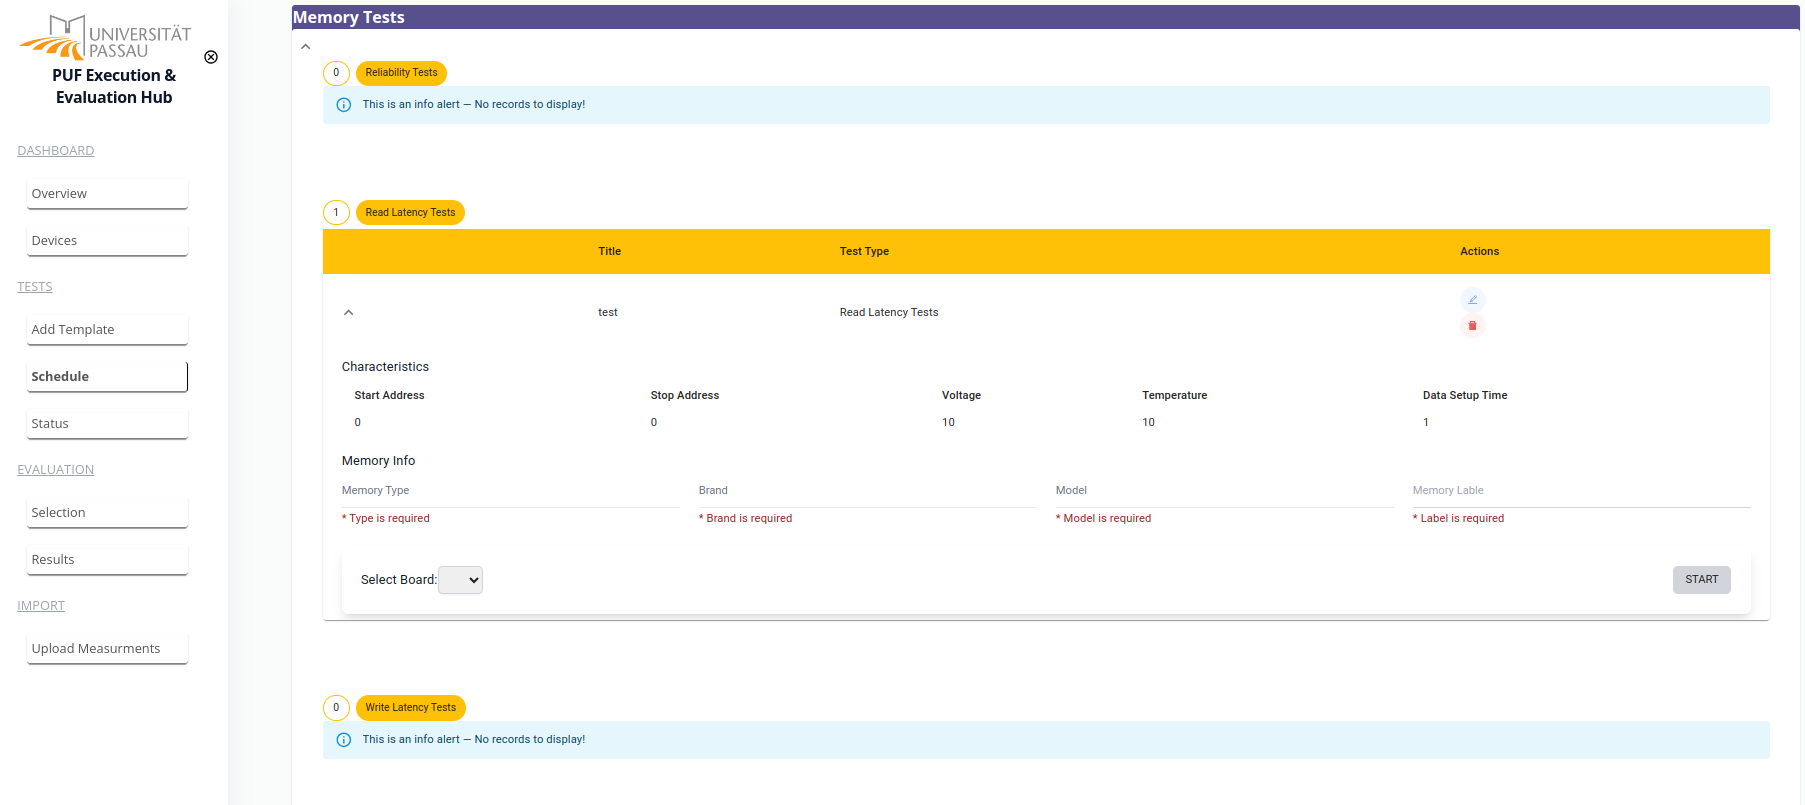 UNIVERSITÄT
PASSAU
PUF Execution &
Evaluation Hub
DASHBOARD
Overview
Devices
TESTS
Add Template
Schedule
Status
EVALUATION
Selection
Results
IMPORT
Upload Measurments
Memory Tests
0 Reliability Tests
This is an info alert — No records to display!
1 Read Latency Tests
Title Test Type Actions
test Read Latency Tests
Characteristics
Start Address Stop Address Voltage Temperature Data Setup Time
0 0 10 10 1
Memory Info
Memory Type Brand Model Memory Lable
* Type is required * Brand is required * Model is required * Label is required
Select Board: START
0 Write Latency Tests
This is an info alert — No records to display!